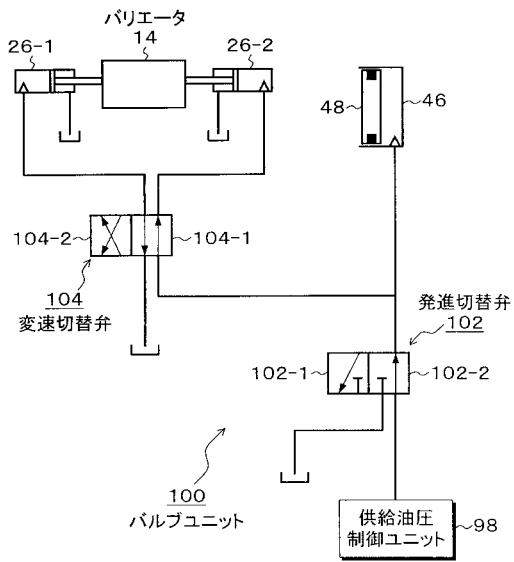 バリエータ
14
26-1
26-2
48
46
104-2
104-1
104
変速切替弁
発進切替弁
102
102-1
102-2
100
バルブユニット
供給油圧
制御ユニット
98